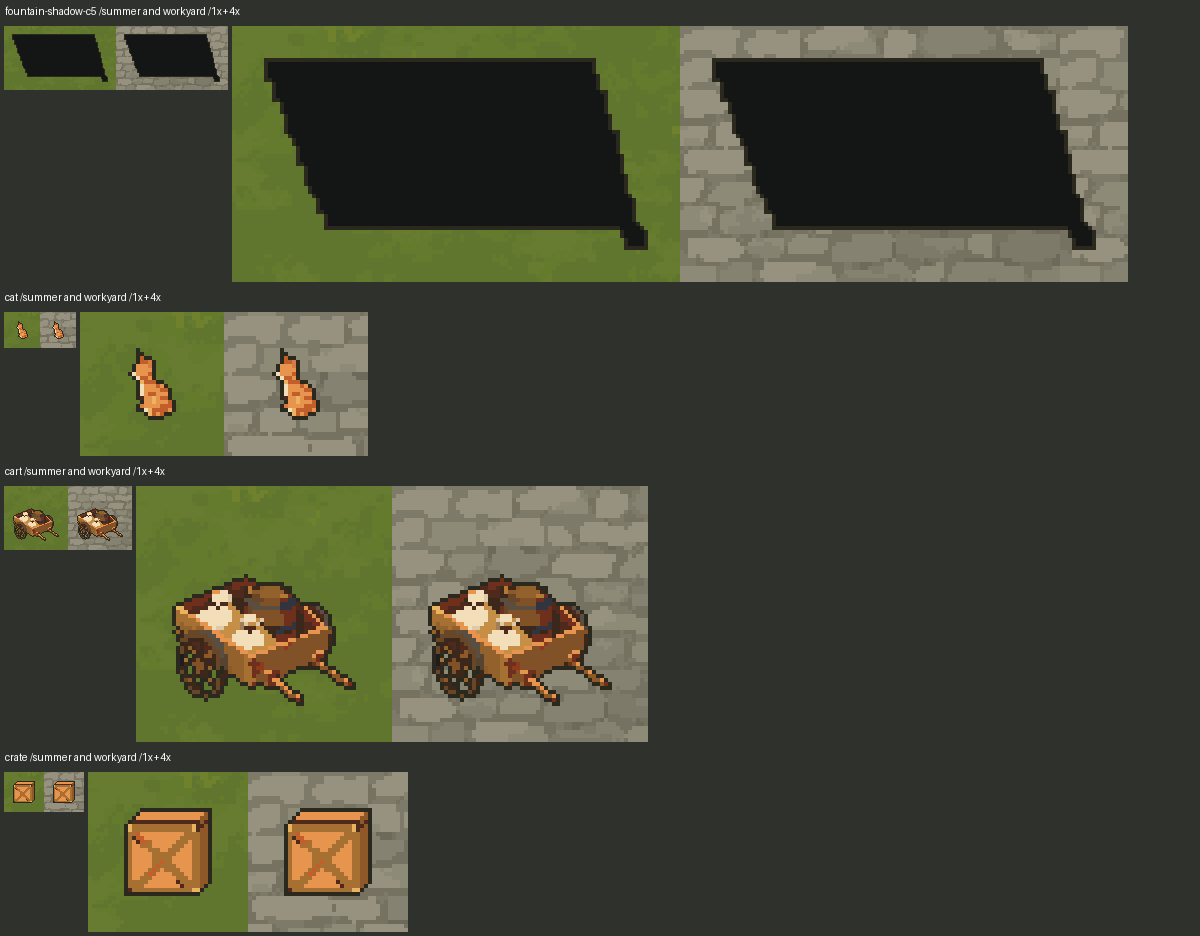 fountain-shadow-c5 /summer and workyard /1x+4x
cat /summer and workyard /1x+4x
cart /summer and workyard /1x+4x
crate /summer and workyard /1x+4x